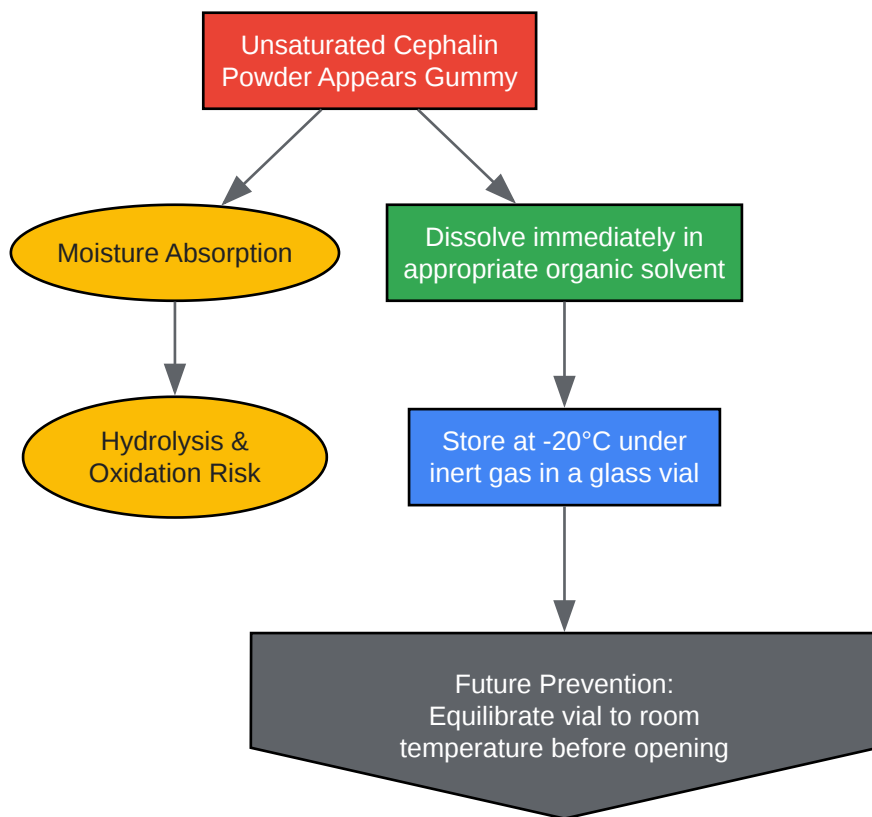 Unsaturated Cephalin
Powder Appears Gummy
Moisture Absorption
Dissolve immediately in
appropriate organic solvent
Hydrolysis &
Oxidation Risk
Store at -20°C under
inert gas in a glass vial
Future Prevention:
Equilibrate vial to room
temperature before opening